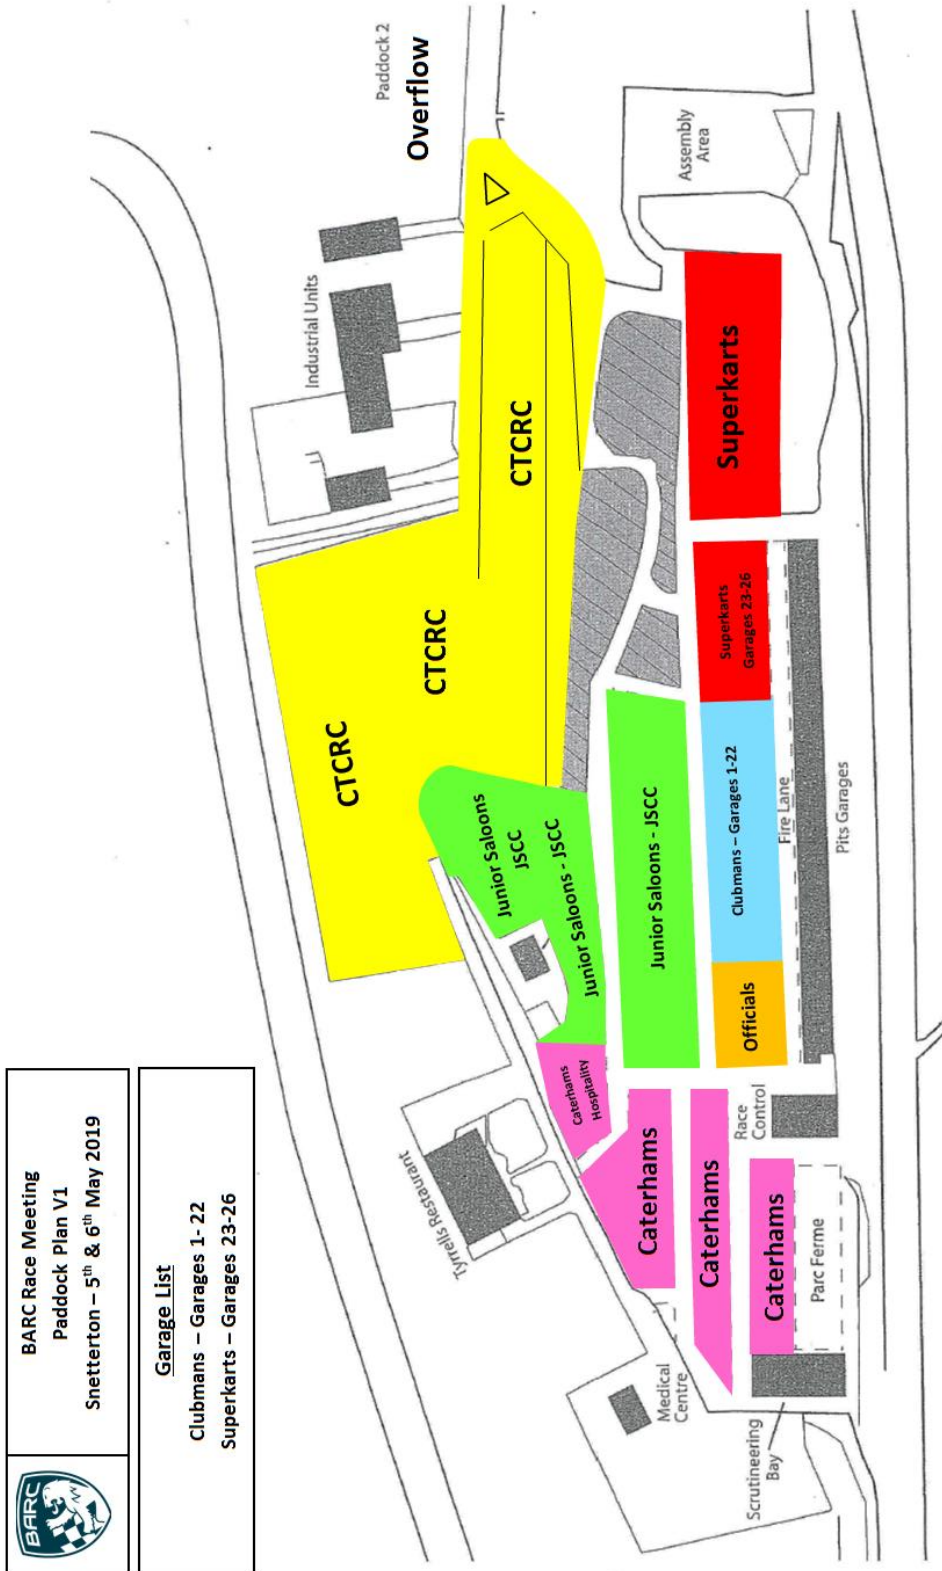 BARC
BARC Race Meeting
Paddock Plan V1
Snetterton – 5th & 6th May 2019
Garage List
Clubmans – Garages 1- 22
Superkarts – Garages 23-26
Paddock 2
Overflow
Industrial Units
CTCRC
CTCRC
CTCRC
Assembly
Area
Superkarts
Superkarts
Garages 23-26
Clubmans – Garages 1-22
Fire Lane
Pits Garages
Officials
Junior Saloons
JSCC
Junior Saloons - JSCC
Junior Saloons - JSCC
Caterhams
Hospitality
Tyrrells Restaurant
Caterhams
Caterhams
Caterhams
Race
Control
Parc Ferme
Medical
Centre
Scrutineering
Bay